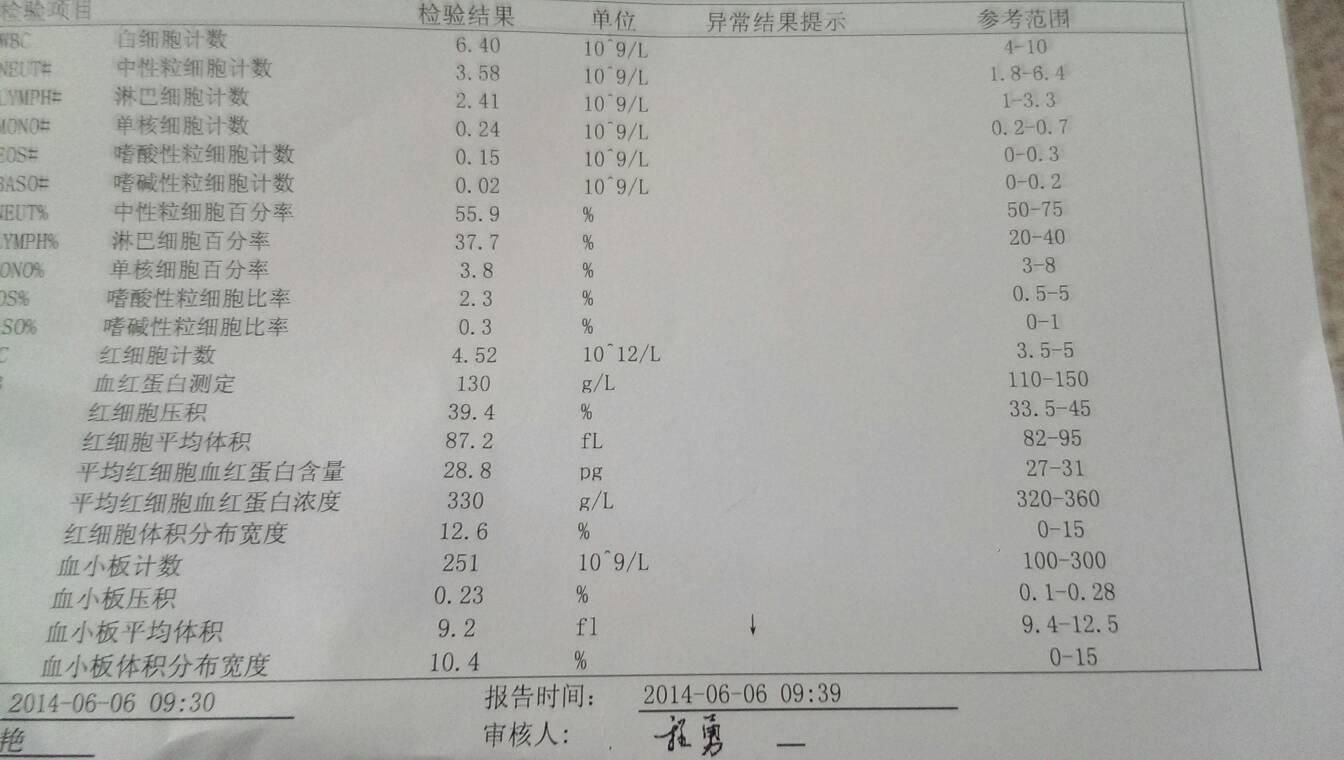 检验项目 检验结果 单位 异常结果提示 参考范围
WBC 白细胞计数 6.40 10^9/L 4-10
NEUT# 中性粒细胞计数 3.58 10^9/L 1.8-6.4
LYMPH# 淋巴细胞计数 2.41 10^9/L 1-3.3
MONO# 单核细胞计数 0.24 10^9/L 0.2-0.7
EOS# 嗜酸性粒细胞计数 0.15 10^9/L 0-0.3
BASO# 嗜碱性粒细胞计数 0.02 10^9/L 0-0.2
NEUT% 中性粒细胞百分率 55.9 % 50-75
LYMPH% 淋巴细胞百分率 37.7 % 20-40
ONO% 单核细胞百分率 3.8 % 3-8
OS% 嗜酸性粒细胞比率 2.3 % 0.5-5
SO% 嗜碱性粒细胞比率 0.3 % 0-1
C 红细胞计数 4.52 10^12/L 3.5-5
血红蛋白测定 130 g/L 110-150
红细胞压积 39.4 % 33.5-45
红细胞平均体积 87.2 fL 82-95
平均红细胞血红蛋白含量 28.8 pg 27-31
平均红细胞血红蛋白浓度 330 g/L 320-360
红细胞体积分布宽度 12.6 % 0-15
血小板计数 251 10^9/L 100-300
血小板压积 0.23 % 0.1-0.28
血小板平均体积 9.2 fl ↓ 9.4-12.5
血小板体积分布宽度 10.4 % 0-15
2014-06-06 09:30 报告时间: 2014-06-06 09:39
艳 审核人: 程勇